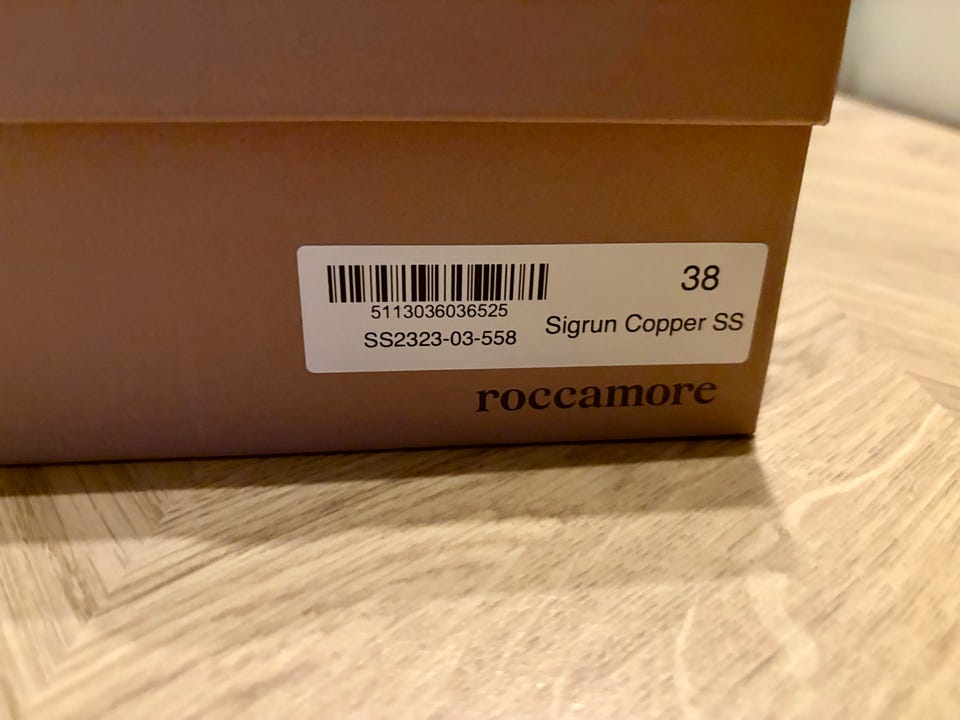 38
5113036036525
SS2323-03-558
Sigrun Copper SS
roccamore